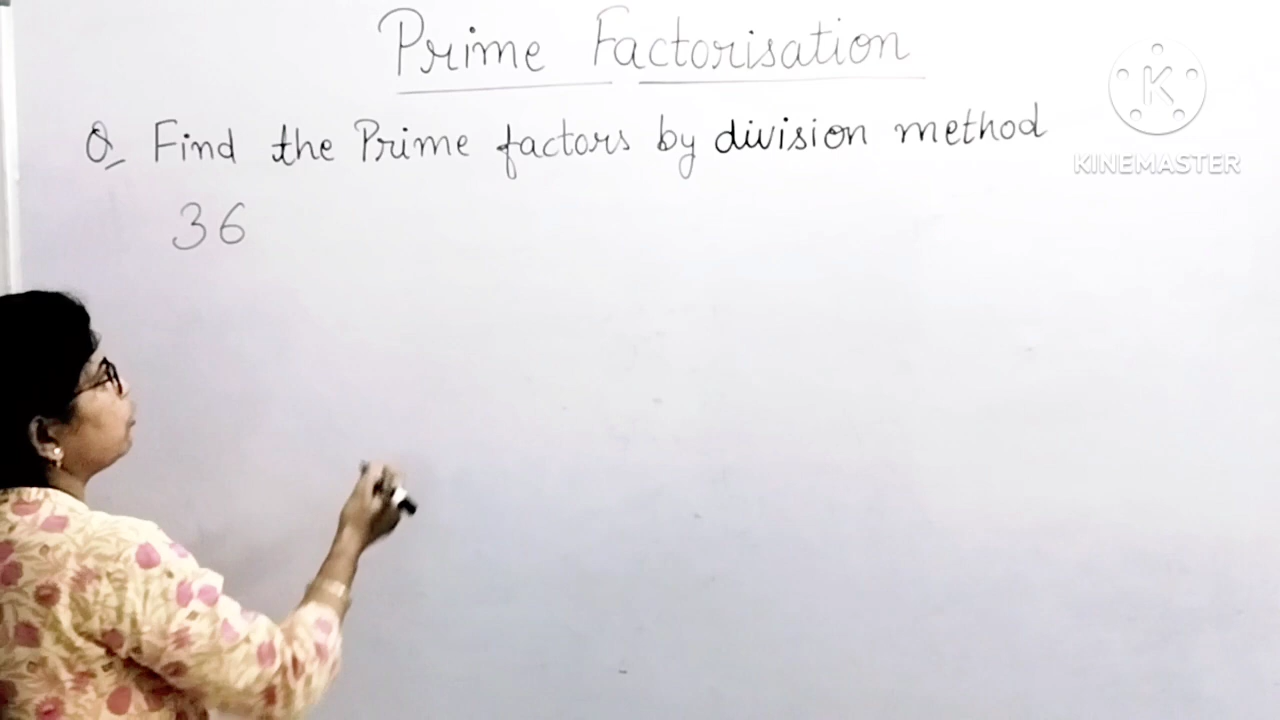 Prime Factorisation
Q Find the Prime factors by division method
36
K
KINEMASTER